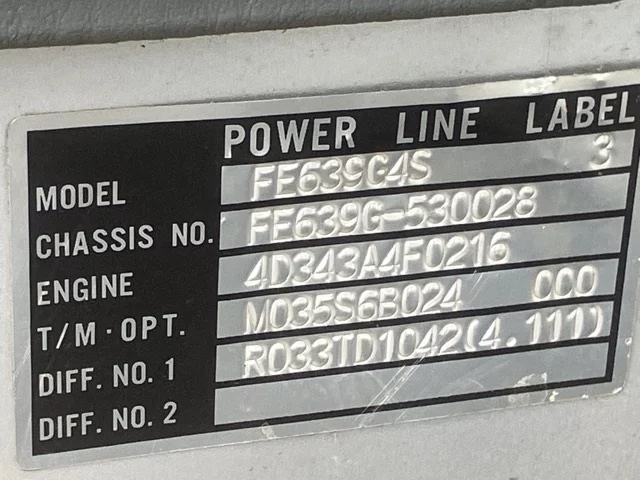 POWER LINE LABEL
MODEL FE639G4S 3
CHASSIS NO. FE639G-530028
ENGINE 4D343A4F0216
T/M·OPT. M035S6B024 000
DIFF. NO. 1 R033TD1042(4.111)
DIFF. NO. 2